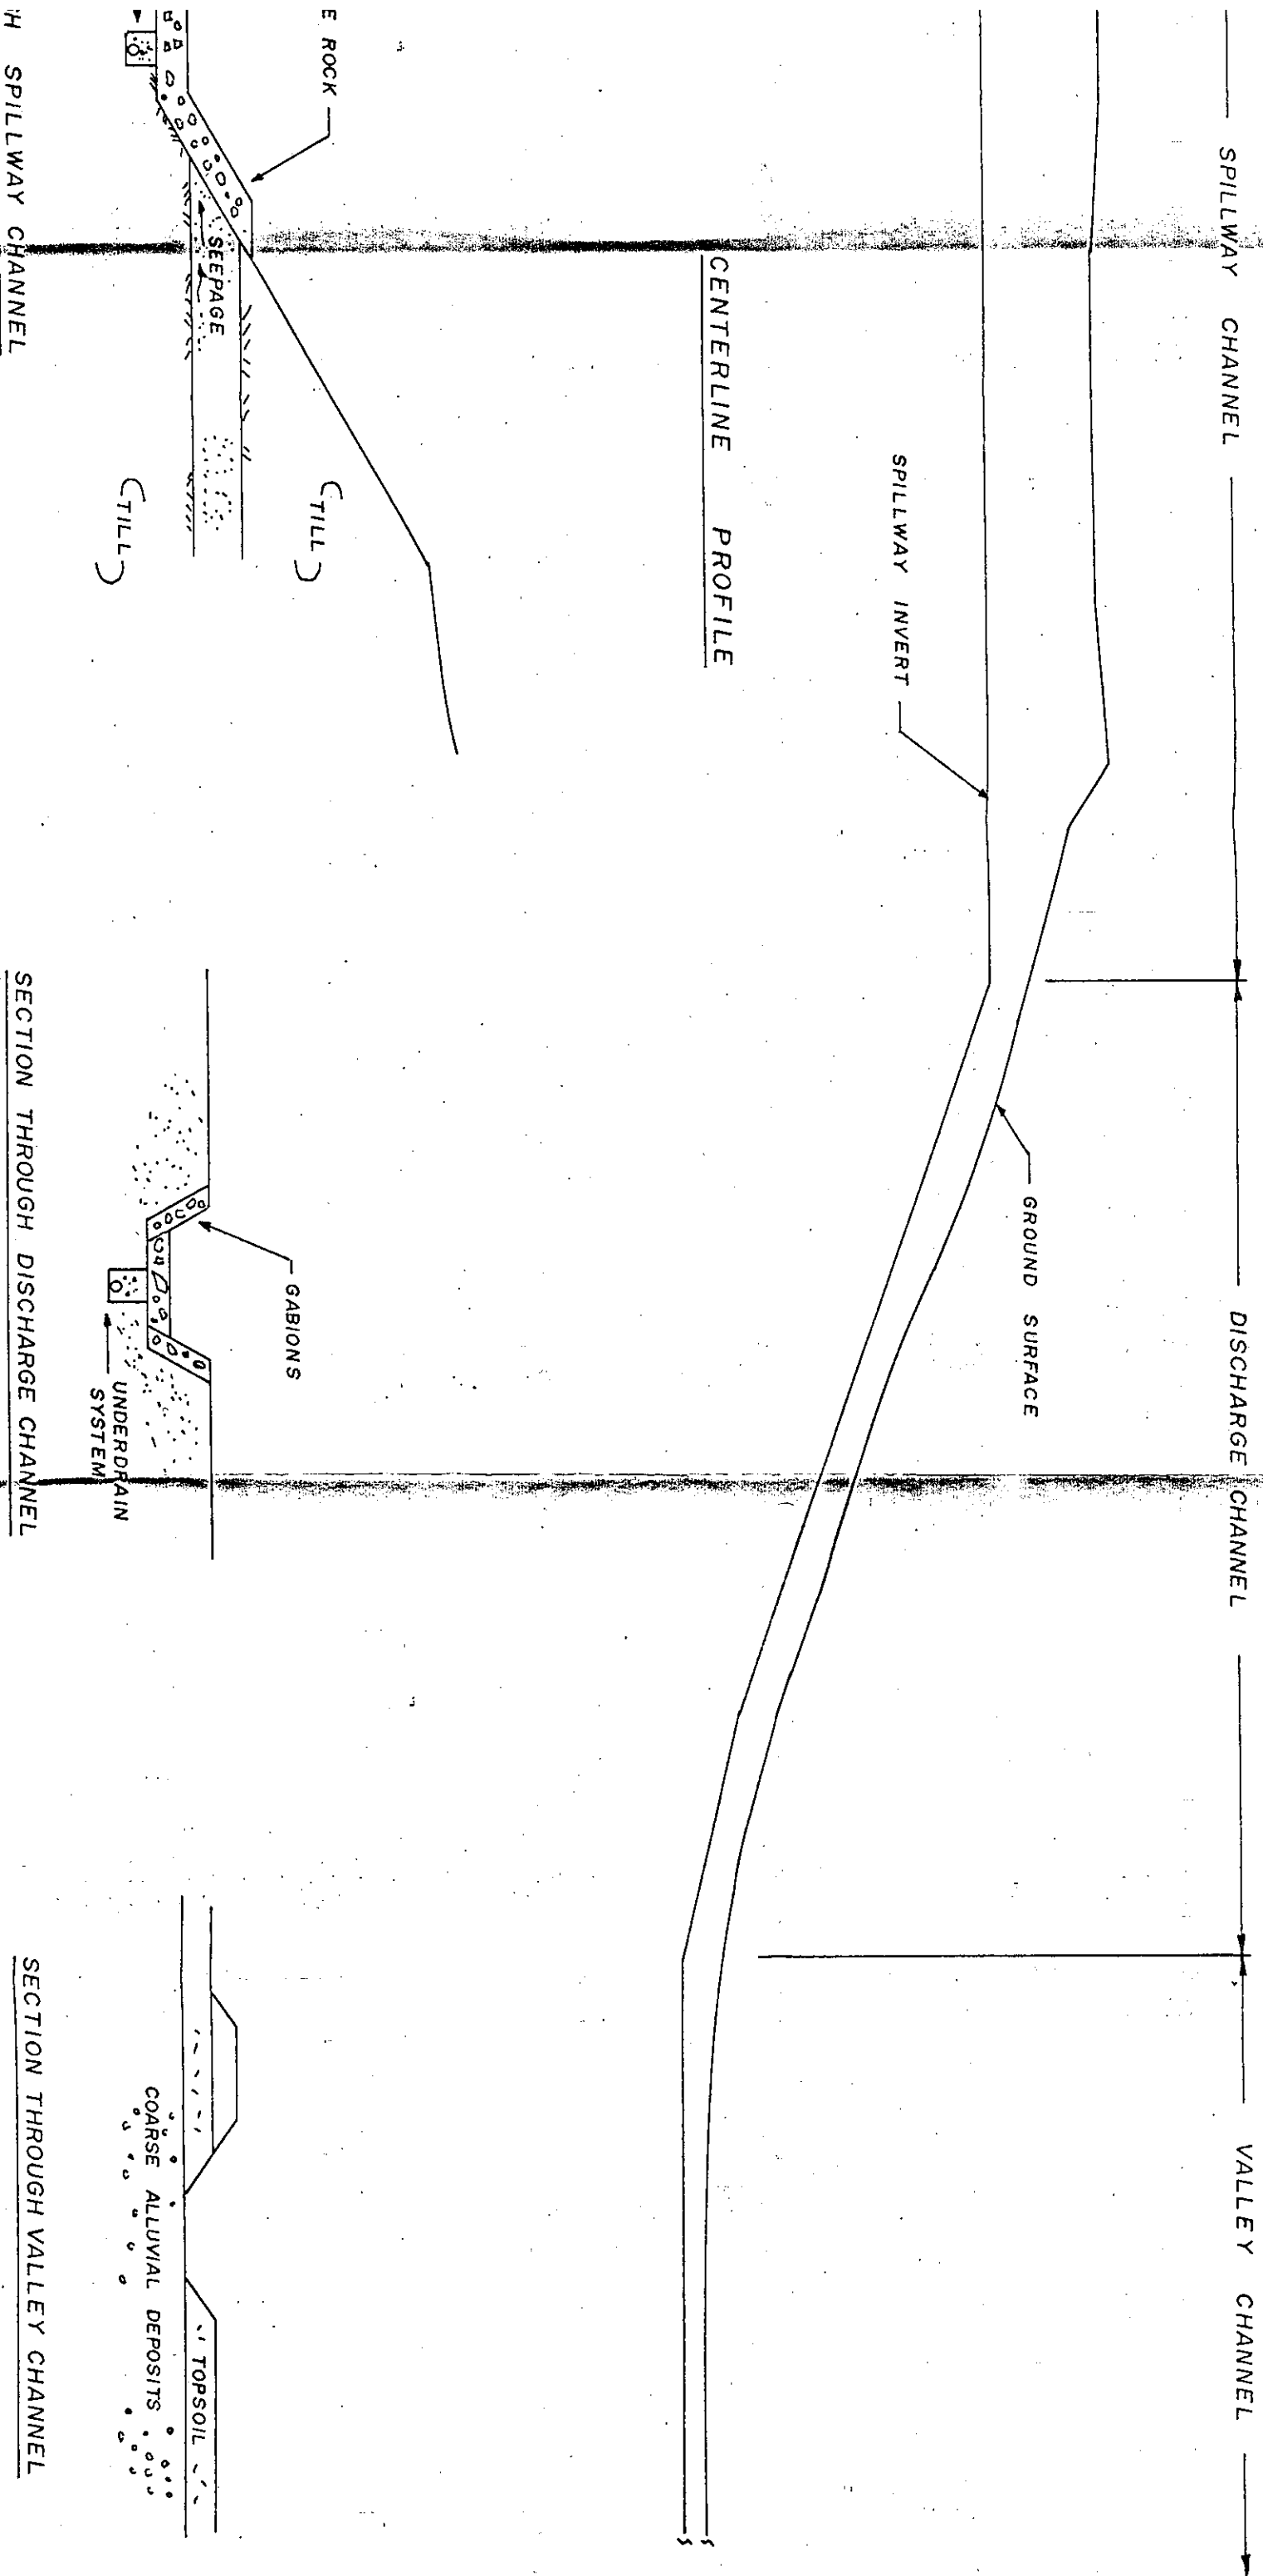 SPILLWAY CHANNEL
DISCHARGE CHANNEL
VALLEY CHANNEL
GROUND SURFACE
SPILLWAY INVERT
CENTERLINE PROFILE
E ROCK
TILL
SEEPAGE
TILL
GABIONS
UNDERDRAIN
SYSTEM
TOPSOIL
COARSE ALLUVIAL DEPOSITS
H SPILLWAY CHANNEL
SECTION THROUGH DISCHARGE CHANNEL
SECTION THROUGH VALLEY CHANNEL